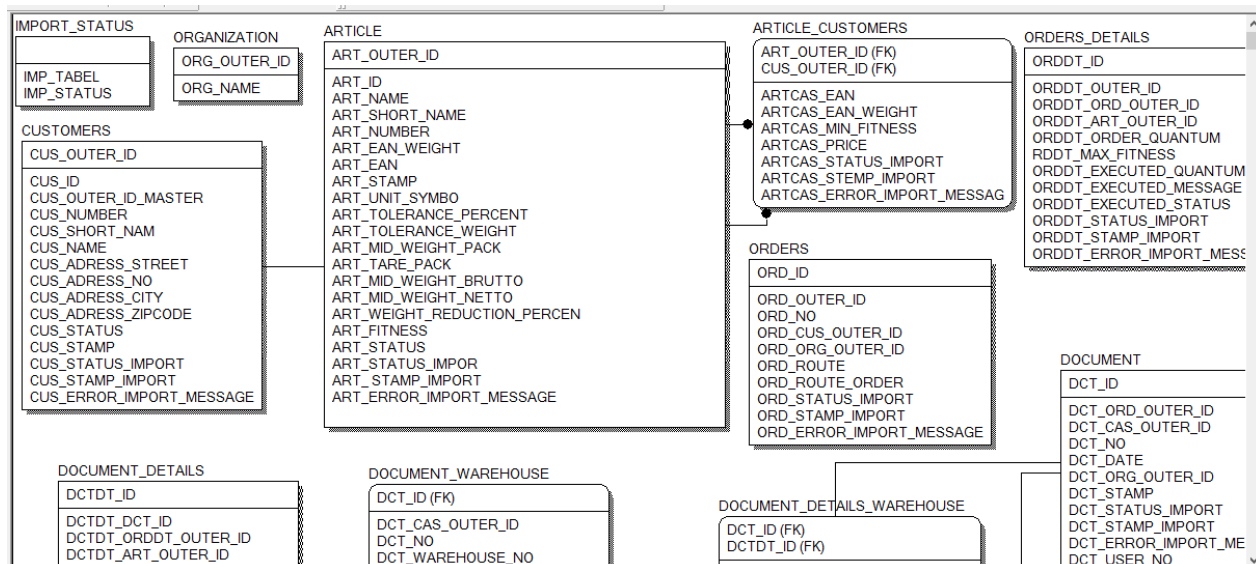 IMPORT_STATUS
IMP_TABEL
IMP_STATUS
ORGANIZATION
ORG_OUTER_ID
ORG_NAME
CUSTOMERS
CUS_OUTER_ID
CUS_ID
CUS_OUTER_ID_MASTER
CUS_NUMBER
CUS_SHORT_NAM
CUS_NAME
CUS_ADRESS_STREET
CUS_ADRESS_NO
CUS_ADRESS_CITY
CUS_ADRESS_ZIPCODE
CUS_STATUS
CUS_STAMP
CUS_STATUS_IMPORT
CUS_STAMP_IMPORT
CUS_ERROR_IMPORT_MESSAGE
ARTICLE
ART_OUTER_ID
ART_ID
ART_NAME
ART_SHORT_NAME
ART_NUMBER
ART_EAN_WEIGHT
ART_EAN
ART_STAMP
ART_UNIT_SYMBO
ART_TOLERANCE_PERCENT
ART_TOLERANCE_WEIGHT
ART_MID_WEIGHT_PACK
ART_TARE_PACK
ART_MID_WEIGHT_BRUTTO
ART_MID_WEIGHT_NETTO
ART_WEIGHT_REDUCTION_PERCEN
ART_FITNESS
ART_STATUS
ART_STATUS_IMPOR
ART_ STAMP_IMPORT
ART_ERROR_IMPORT_MESSAGE
ARTICLE_CUSTOMERS
ART_OUTER_ID (FK)
CUS_OUTER_ID (FK)
ARTCAS_EAN
ARTCAS_EAN_WEIGHT
ARTCAS_MIN_FITNESS
ARTCAS_PRICE
ARTCAS_STATUS_IMPORT
ARTCAS_STEMP_IMPORT
ARTCAS_ERROR_IMPORT_MESSAG
ORDERS_DETAILS
ORDDT_ID
ORDDT_OUTER_ID
ORDDT_ORD_OUTER_ID
ORDDT_ART_OUTER_ID
ORDDT_ORDER_QUANTUM
RDDT_MAX_FITNESS
ORDDT_EXECUTED_QUANTUM
ORDDT_EXECUTED_MESSAGE
ORDDT_EXECUTED_STATUS
ORDDT_STATUS_IMPORT
ORDDT_STAMP_IMPORT
ORDDT_ERROR_IMPORT_MESS
ORDERS
ORD_ID
ORD_OUTER_ID
ORD_NO
ORD_CUS_OUTER_ID
ORD_ORG_OUTER_ID
ORD_ROUTE
ORD_ROUTE_ORDER
ORD_STATUS_IMPORT
ORD_STAMP_IMPORT
ORD_ERROR_IMPORT_MESSAGE
DOCUMENT
DCT_ID
DCT_ORD_OUTER_ID
DCT_CAS_OUTER_ID
DCT_NO
DCT_DATE
DCT_ORG_OUTER_ID
DCT_STAMP
DCT_STATUS_IMPORT
DCT_STAMP_IMPORT
DCT_ERROR_IMPORT_ME
DCT_USER_NO
DOCUMENT_DETAILS
DCTDT_ID
DCTDT_DCT_ID
DCTDT_ORDDT_OUTER_ID
DCTDT_ART_OUTER_ID
DOCUMENT_WAREHOUSE
DCT_ID (FK)
DCT_CAS_OUTER_ID
DCT_NO
DCT_WAREHOUSE_NO
DOCUMENT_DETAILS_WAREHOUSE
DCT_ID (FK)
DCTDT_ID (FK)